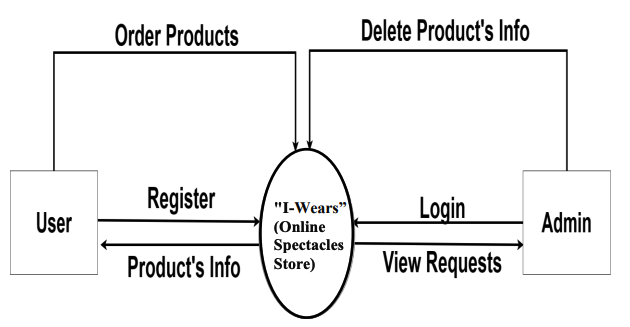 Order Products
Delete Product's Info
User
Register
Product's Info
"I-Wears”
(Online
Spectacles
Store)
Login
View Requests
Admin